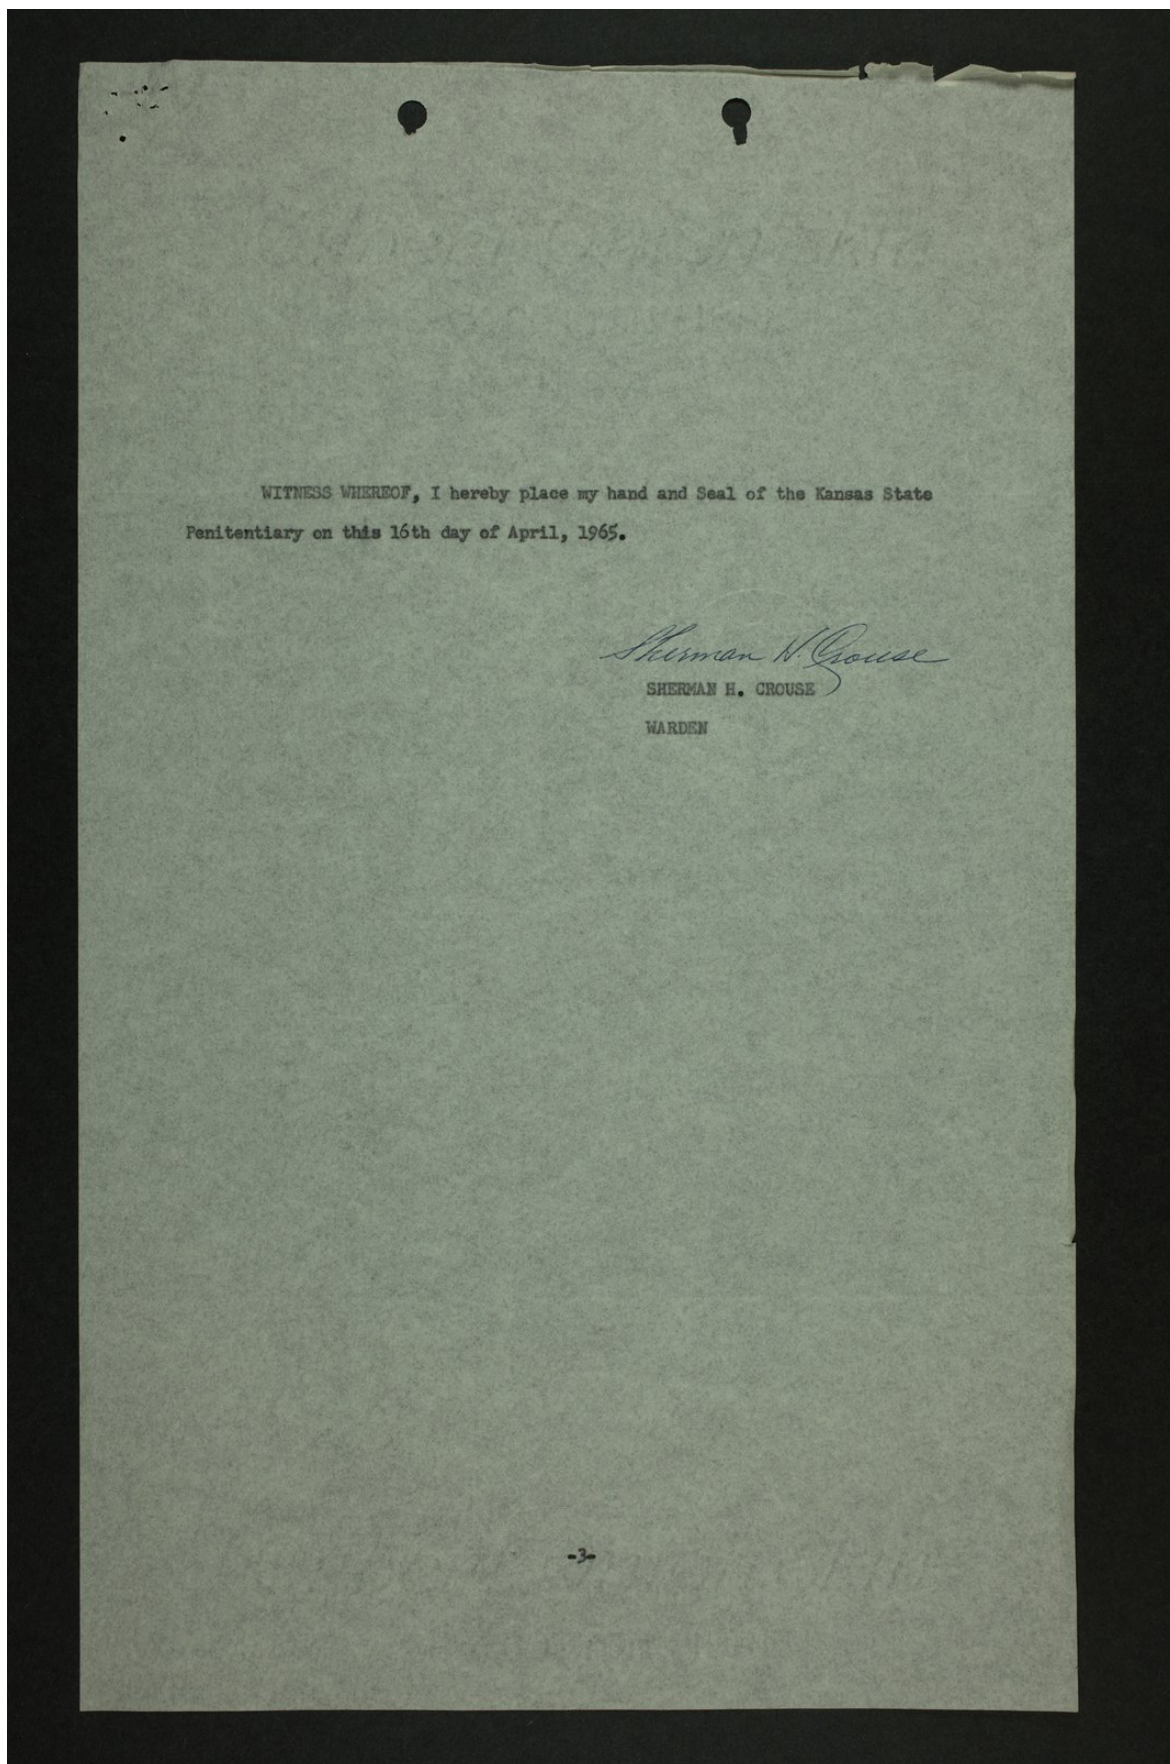 WITNESS WHEREOF, I hereby place my hand and Seal of the Kansas State
Penitentiary on this 16th day of April, 1965.
Sherman H. Crouse
SHERMAN H. CROUSE
WARDEN
-3-